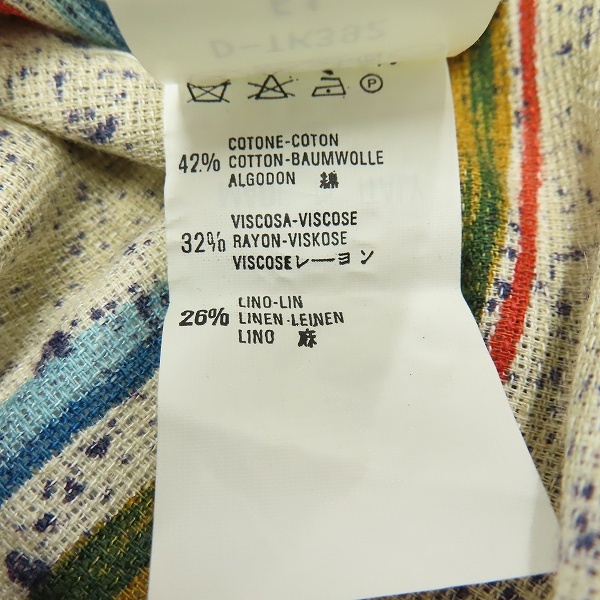 D-TK392
P
42% COTONE-COTON
COTTON-BAUMWOLLE
ALGODON 綿
32% VISCOSA-VISCOSE
RAYON-VISKOSE
VISCOSEレーヨン
26% LINO-LIN
LINEN-LEINEN
LINO 麻